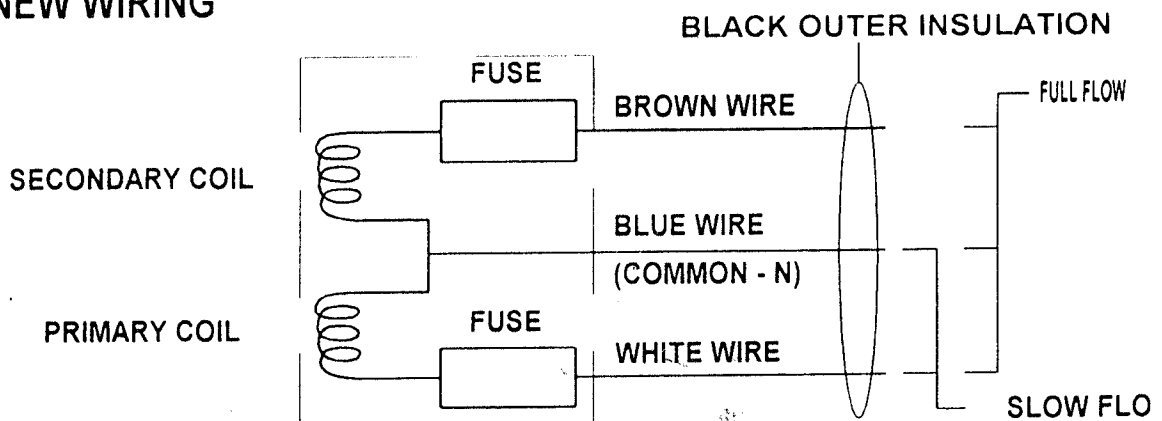 NEW WIRING
BLACK OUTER INSULATION
FUSE
FULL FLOW
BROWN WIRE
SECONDARY COIL
BLUE WIRE
(COMMON - N)
PRIMARY COIL
FUSE
WHITE WIRE
SLOW FLO